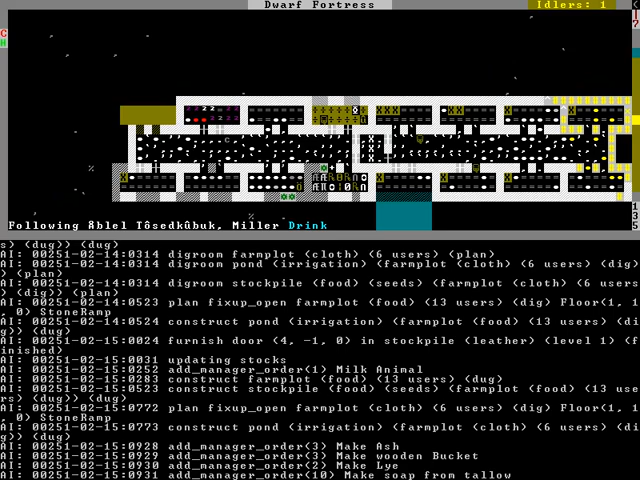 Dwarf Fortress
Idlers: 1
Following Åblel Tôsedkûbuk, Miller Drink
s) (dug)) (dug)
AI: 00251-02-14:0314 digroom farmplot (cloth) (6 users) (plan)
AI: 00251-02-14:0314 digroom pond (irrigation) (farmplot (cloth) (6 users) (dig)
) (plan)
AI: 00251-02-14:0314 digroom stockpile (food) (seeds) (farmplot (cloth) (6 users
) (dig)) (plan)
AI: 00251-02-14:0523 plan fixup_open farmplot (food) (13 users) (dig) Floor(1, 1
, 0) StoneRamp
AI: 00251-02-14:0524 construct pond (irrigation) (farmplot (food) (13 users) (di
g)) (dug)
AI: 00251-02-15:0024 furnish door (4, -1, 0) in stockpile (leather) (level 1) (f
inished)
AI: 00251-02-15:0031 updating stocks
AI: 00251-02-15:0252 add_manager_order(1) Milk Animal
AI: 00251-02-15:0283 construct farmplot (food) (13 users) (dug)
AI: 00251-02-15:0523 construct stockpile (food) (seeds) (farmplot (food) (13 use
rs) (dug)) (dug)
AI: 00251-02-15:0772 plan fixup_open farmplot (cloth) (6 users) (dig) Floor(1, 1
, 0) StoneRamp
AI: 00251-02-15:0773 construct pond (irrigation) (farmplot (cloth) (6 users) (di
g)) (dug)
AI: 00251-02-15:0928 add_manager_order(3) Make Ash
AI: 00251-02-15:0929 add_manager_order(3) Make wooden Bucket
AI: 00251-02-15:0930 add_manager_order(2) Make Lye
AI: 00251-02-15:0931 add_manager_order(10) Make soap from tallow